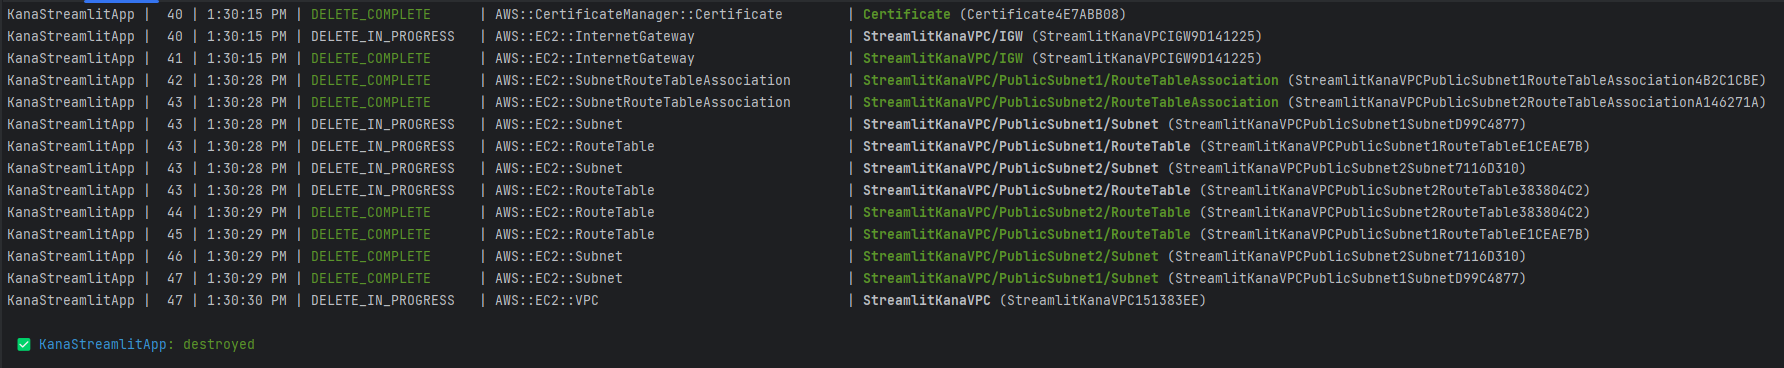 KanaStreamlitApp |  40 | 1:30:15 PM | DELETE_COMPLETE      | AWS::CertificateManager::Certificate        | Certificate (Certificate4E7ABB08)
KanaStreamlitApp |  40 | 1:30:15 PM | DELETE_IN_PROGRESS   | AWS::EC2::InternetGateway                   | StreamlitKanaVPC/IGW (StreamlitKanaVPCIGW9D141225)
KanaStreamlitApp |  41 | 1:30:15 PM | DELETE_COMPLETE      | AWS::EC2::InternetGateway                   | StreamlitKanaVPC/IGW (StreamlitKanaVPCIGW9D141225)
KanaStreamlitApp |  42 | 1:30:28 PM | DELETE_COMPLETE      | AWS::EC2::SubnetRouteTableAssociation       | StreamlitKanaVPC/PublicSubnet1/RouteTableAssociation (StreamlitKanaVPCPublicSubnet1RouteTableAssociation4B2C1CBE)
KanaStreamlitApp |  43 | 1:30:28 PM | DELETE_COMPLETE      | AWS::EC2::SubnetRouteTableAssociation       | StreamlitKanaVPC/PublicSubnet2/RouteTableAssociation (StreamlitKanaVPCPublicSubnet2RouteTableAssociationA146271A)
KanaStreamlitApp |  43 | 1:30:28 PM | DELETE_IN_PROGRESS   | AWS::EC2::Subnet                            | StreamlitKanaVPC/PublicSubnet1/Subnet (StreamlitKanaVPCPublicSubnet1SubnetD99C4877)
KanaStreamlitApp |  43 | 1:30:28 PM | DELETE_IN_PROGRESS   | AWS::EC2::RouteTable                        | StreamlitKanaVPC/PublicSubnet1/RouteTable (StreamlitKanaVPCPublicSubnet1RouteTableE1CEAE7B)
KanaStreamlitApp |  43 | 1:30:28 PM | DELETE_IN_PROGRESS   | AWS::EC2::Subnet                            | StreamlitKanaVPC/PublicSubnet2/Subnet (StreamlitKanaVPCPublicSubnet2Subnet7116D310)
KanaStreamlitApp |  43 | 1:30:28 PM | DELETE_IN_PROGRESS   | AWS::EC2::RouteTable                        | StreamlitKanaVPC/PublicSubnet2/RouteTable (StreamlitKanaVPCPublicSubnet2RouteTable383804C2)
KanaStreamlitApp |  44 | 1:30:29 PM | DELETE_COMPLETE      | AWS::EC2::RouteTable                        | StreamlitKanaVPC/PublicSubnet2/RouteTable (StreamlitKanaVPCPublicSubnet2RouteTable383804C2)
KanaStreamlitApp |  45 | 1:30:29 PM | DELETE_COMPLETE      | AWS::EC2::RouteTable                        | StreamlitKanaVPC/PublicSubnet1/RouteTable (StreamlitKanaVPCPublicSubnet1RouteTableE1CEAE7B)
KanaStreamlitApp |  46 | 1:30:29 PM | DELETE_COMPLETE      | AWS::EC2::Subnet                            | StreamlitKanaVPC/PublicSubnet2/Subnet (StreamlitKanaVPCPublicSubnet2Subnet7116D310)
KanaStreamlitApp |  47 | 1:30:29 PM | DELETE_COMPLETE      | AWS::EC2::Subnet                            | StreamlitKanaVPC/PublicSubnet1/Subnet (StreamlitKanaVPCPublicSubnet1SubnetD99C4877)
KanaStreamlitApp |  47 | 1:30:30 PM | DELETE_IN_PROGRESS   | AWS::EC2::VPC                               | StreamlitKanaVPC (StreamlitKanaVPC151383EE)
✅ KanaStreamlitApp: destroyed